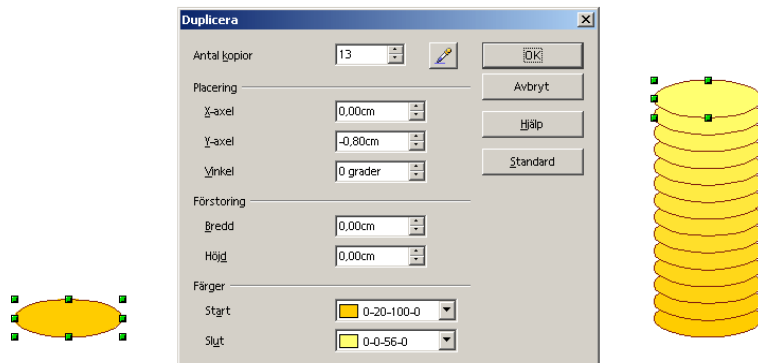 Duplicera
Antal kopior 13 OK
Placering Avbryt
X-axel 0,00cm Hjälp
Y-axel -0,80cm
Vinkel 0 grader Standard
Förstoring
Bredd 0,00cm
Höjd 0,00cm
Färger
Start 0-20-100-0
Slut 0-0-56-0